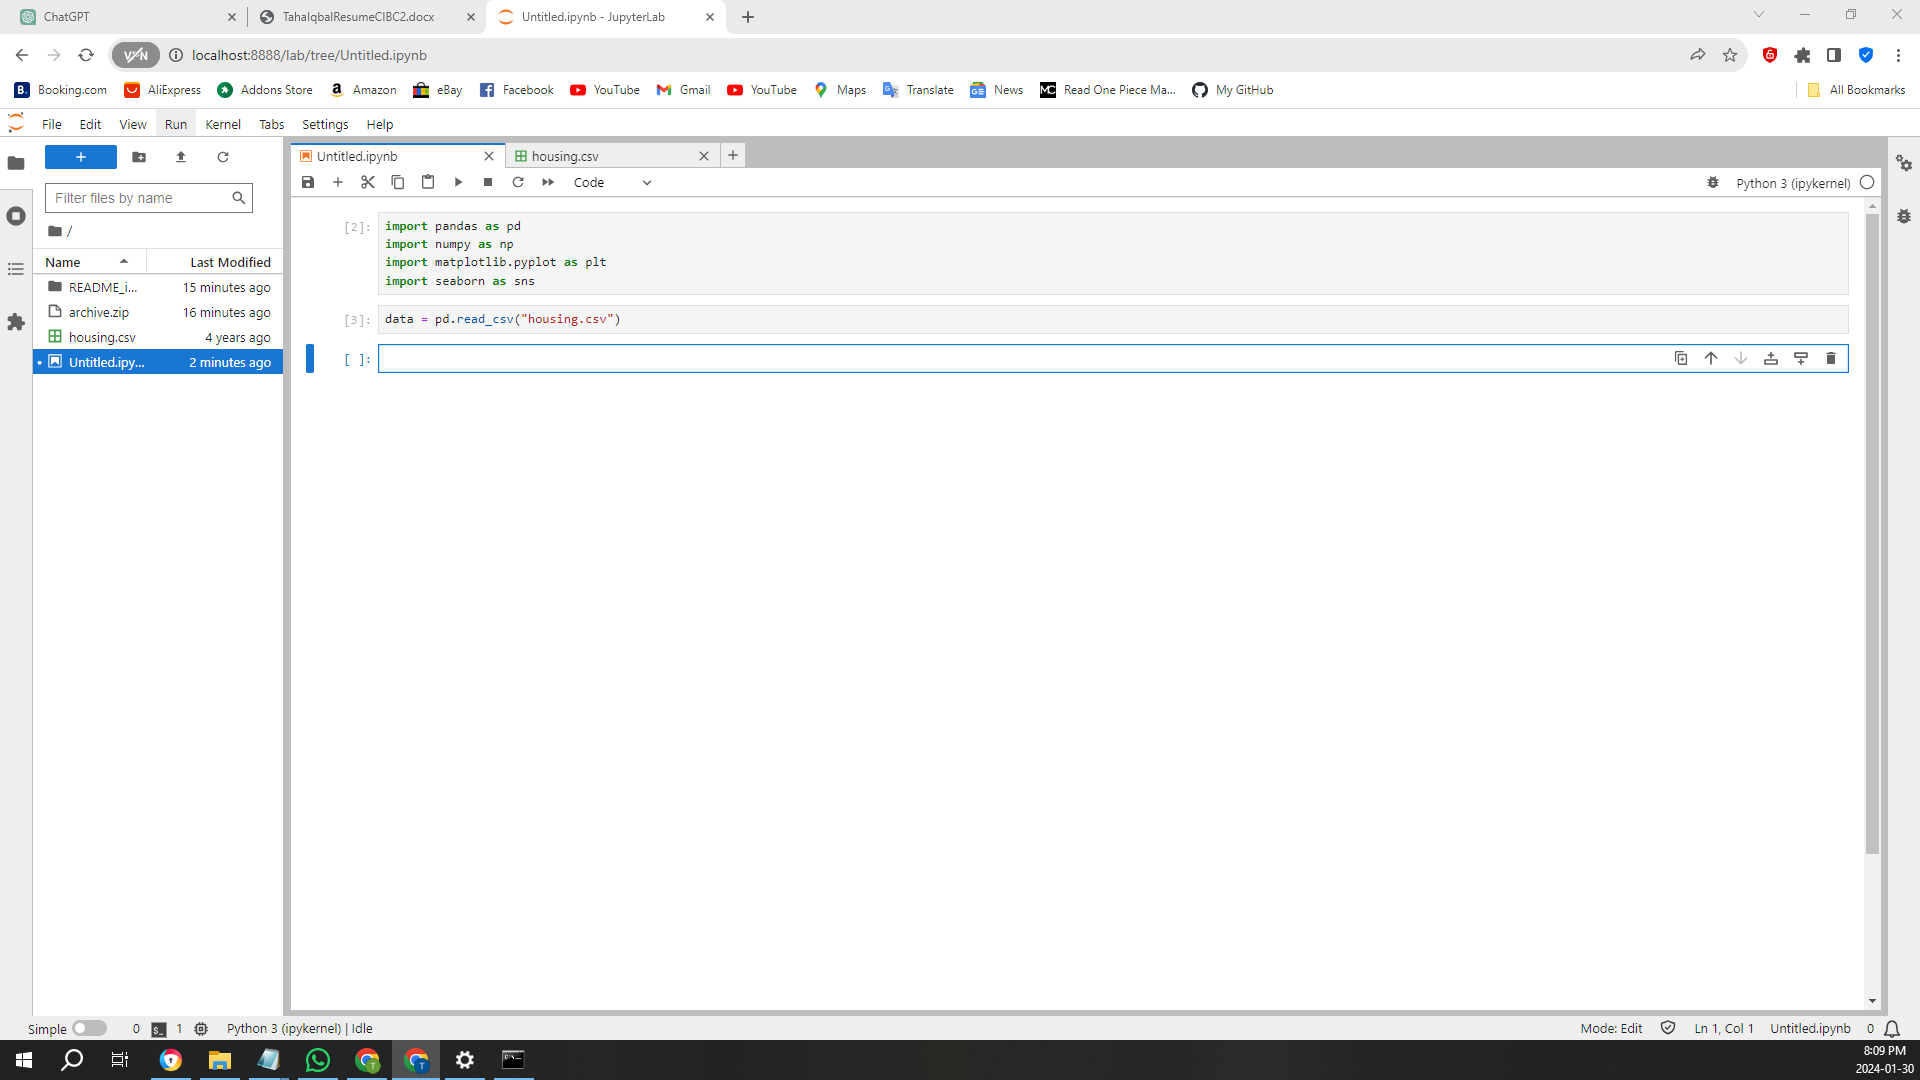 ChatGPT
TahaIqbalResumeCIBC2.docx
Untitled.ipynb - JupyterLab
VPN
localhost:8888/lab/tree/Untitled.ipynb
Booking.com AliExpress Addons Store Amazon eBay Facebook YouTube Gmail YouTube Maps Translate News Read One Piece Ma... My GitHub All Bookmarks
File Edit View Run Kernel Tabs Settings Help
+
Untitled.ipynb
housing.csv
Code
Python 3 (ipykernel)
Filter files by name
/
Name Last Modified
README_i... 15 minutes ago
archive.zip 16 minutes ago
housing.csv 4 years ago
Untitled.ipy... 2 minutes ago
[2]: import pandas as pd
import numpy as np
import matplotlib.pyplot as plt
import seaborn as sns
[3]: data = pd.read_csv("housing.csv")
[ ]:
Simple 0 $_ 1 Python 3 (ipykernel) | Idle Mode: Edit Ln 1, Col 1 Untitled.ipynb 0
8:09 PM
2024-01-30